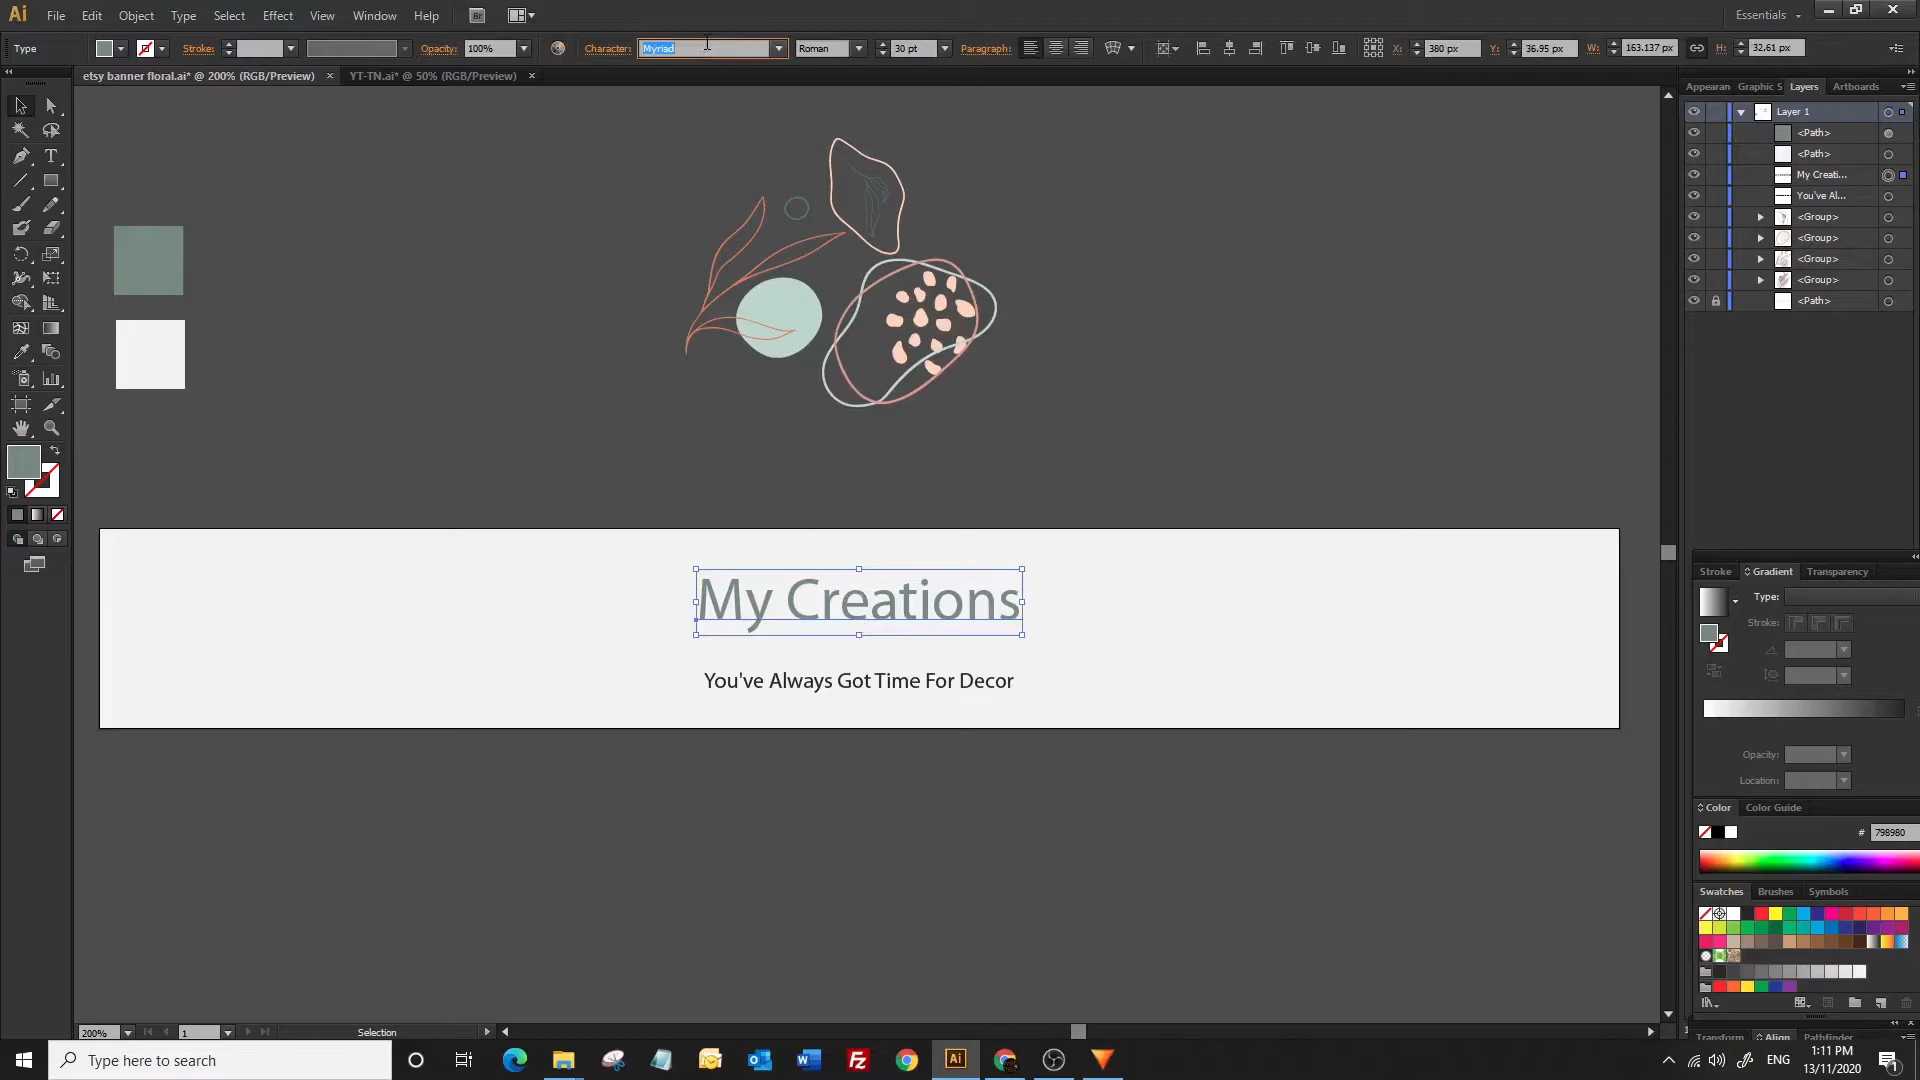 Ai File Edit Object Type Select Effect View Window Help Br Essentials
Type Stroke: Opacity: 100% Character: Myriad Roman 30 pt Paragraph: X: 380 px Y: 36.95 px W: 163.137 px H: 32.61 px
etsy banner floral.ai* @ 200% (RGB/Preview) × YT-TN.ai* @ 50% (RGB/Preview) ×
Appearan Graphic S Layers Artboards
Layer 1
<Path>
<Path>
My Creati...
You've Al...
<Group>
<Group>
<Group>
<Group>
<Path>
My Creations
You've Always Got Time For Decor
Stroke Gradient Transparency
Type:
Stroke:
Opacity:
Location:
Color Color Guide
# 798980
Swatches Brushes Symbols
200% 1 Selection
Transform Align Pathfinder
Type here to search
Ai
ENG
1:11 PM
13/11/2020